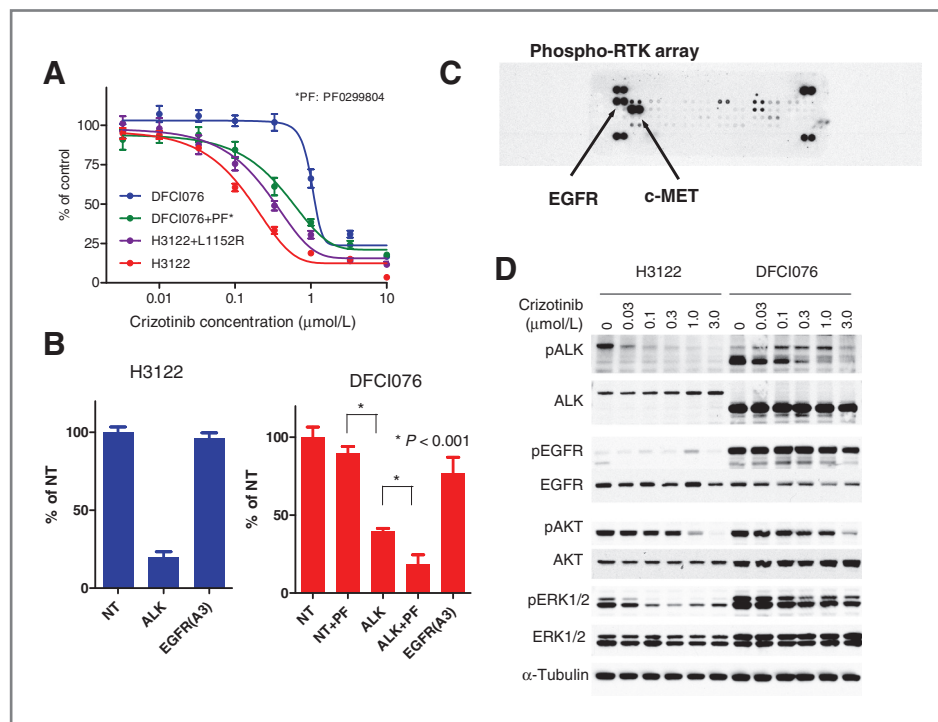 A
*PF: PF0299804
100
75
50
25
0
% of control
DFCI076
DFCI076+PF*
H3122+L1152R
H3122
0.01 0.1 1 10
Crizotinib concentration (μmol/L)
B
H3122
100
50
0
% of NT
NT ALK EGFR(A3)
DFCI076
* P < 0.001
*
*
100
50
0
% of NT
NT NT+PF ALK ALK+PF EGFR(A3)
C
Phospho-RTK array
EGFR
c-MET
D
H3122 DFCI076
Crizotinib
(μmol/L)
0 0.03 0.1 0.3 1.0 3.0 0 0.03 0.1 0.3 1.0 3.0
pALK
ALK
pEGFR
EGFR
pAKT
AKT
pERK1/2
ERK1/2
α-Tubulin